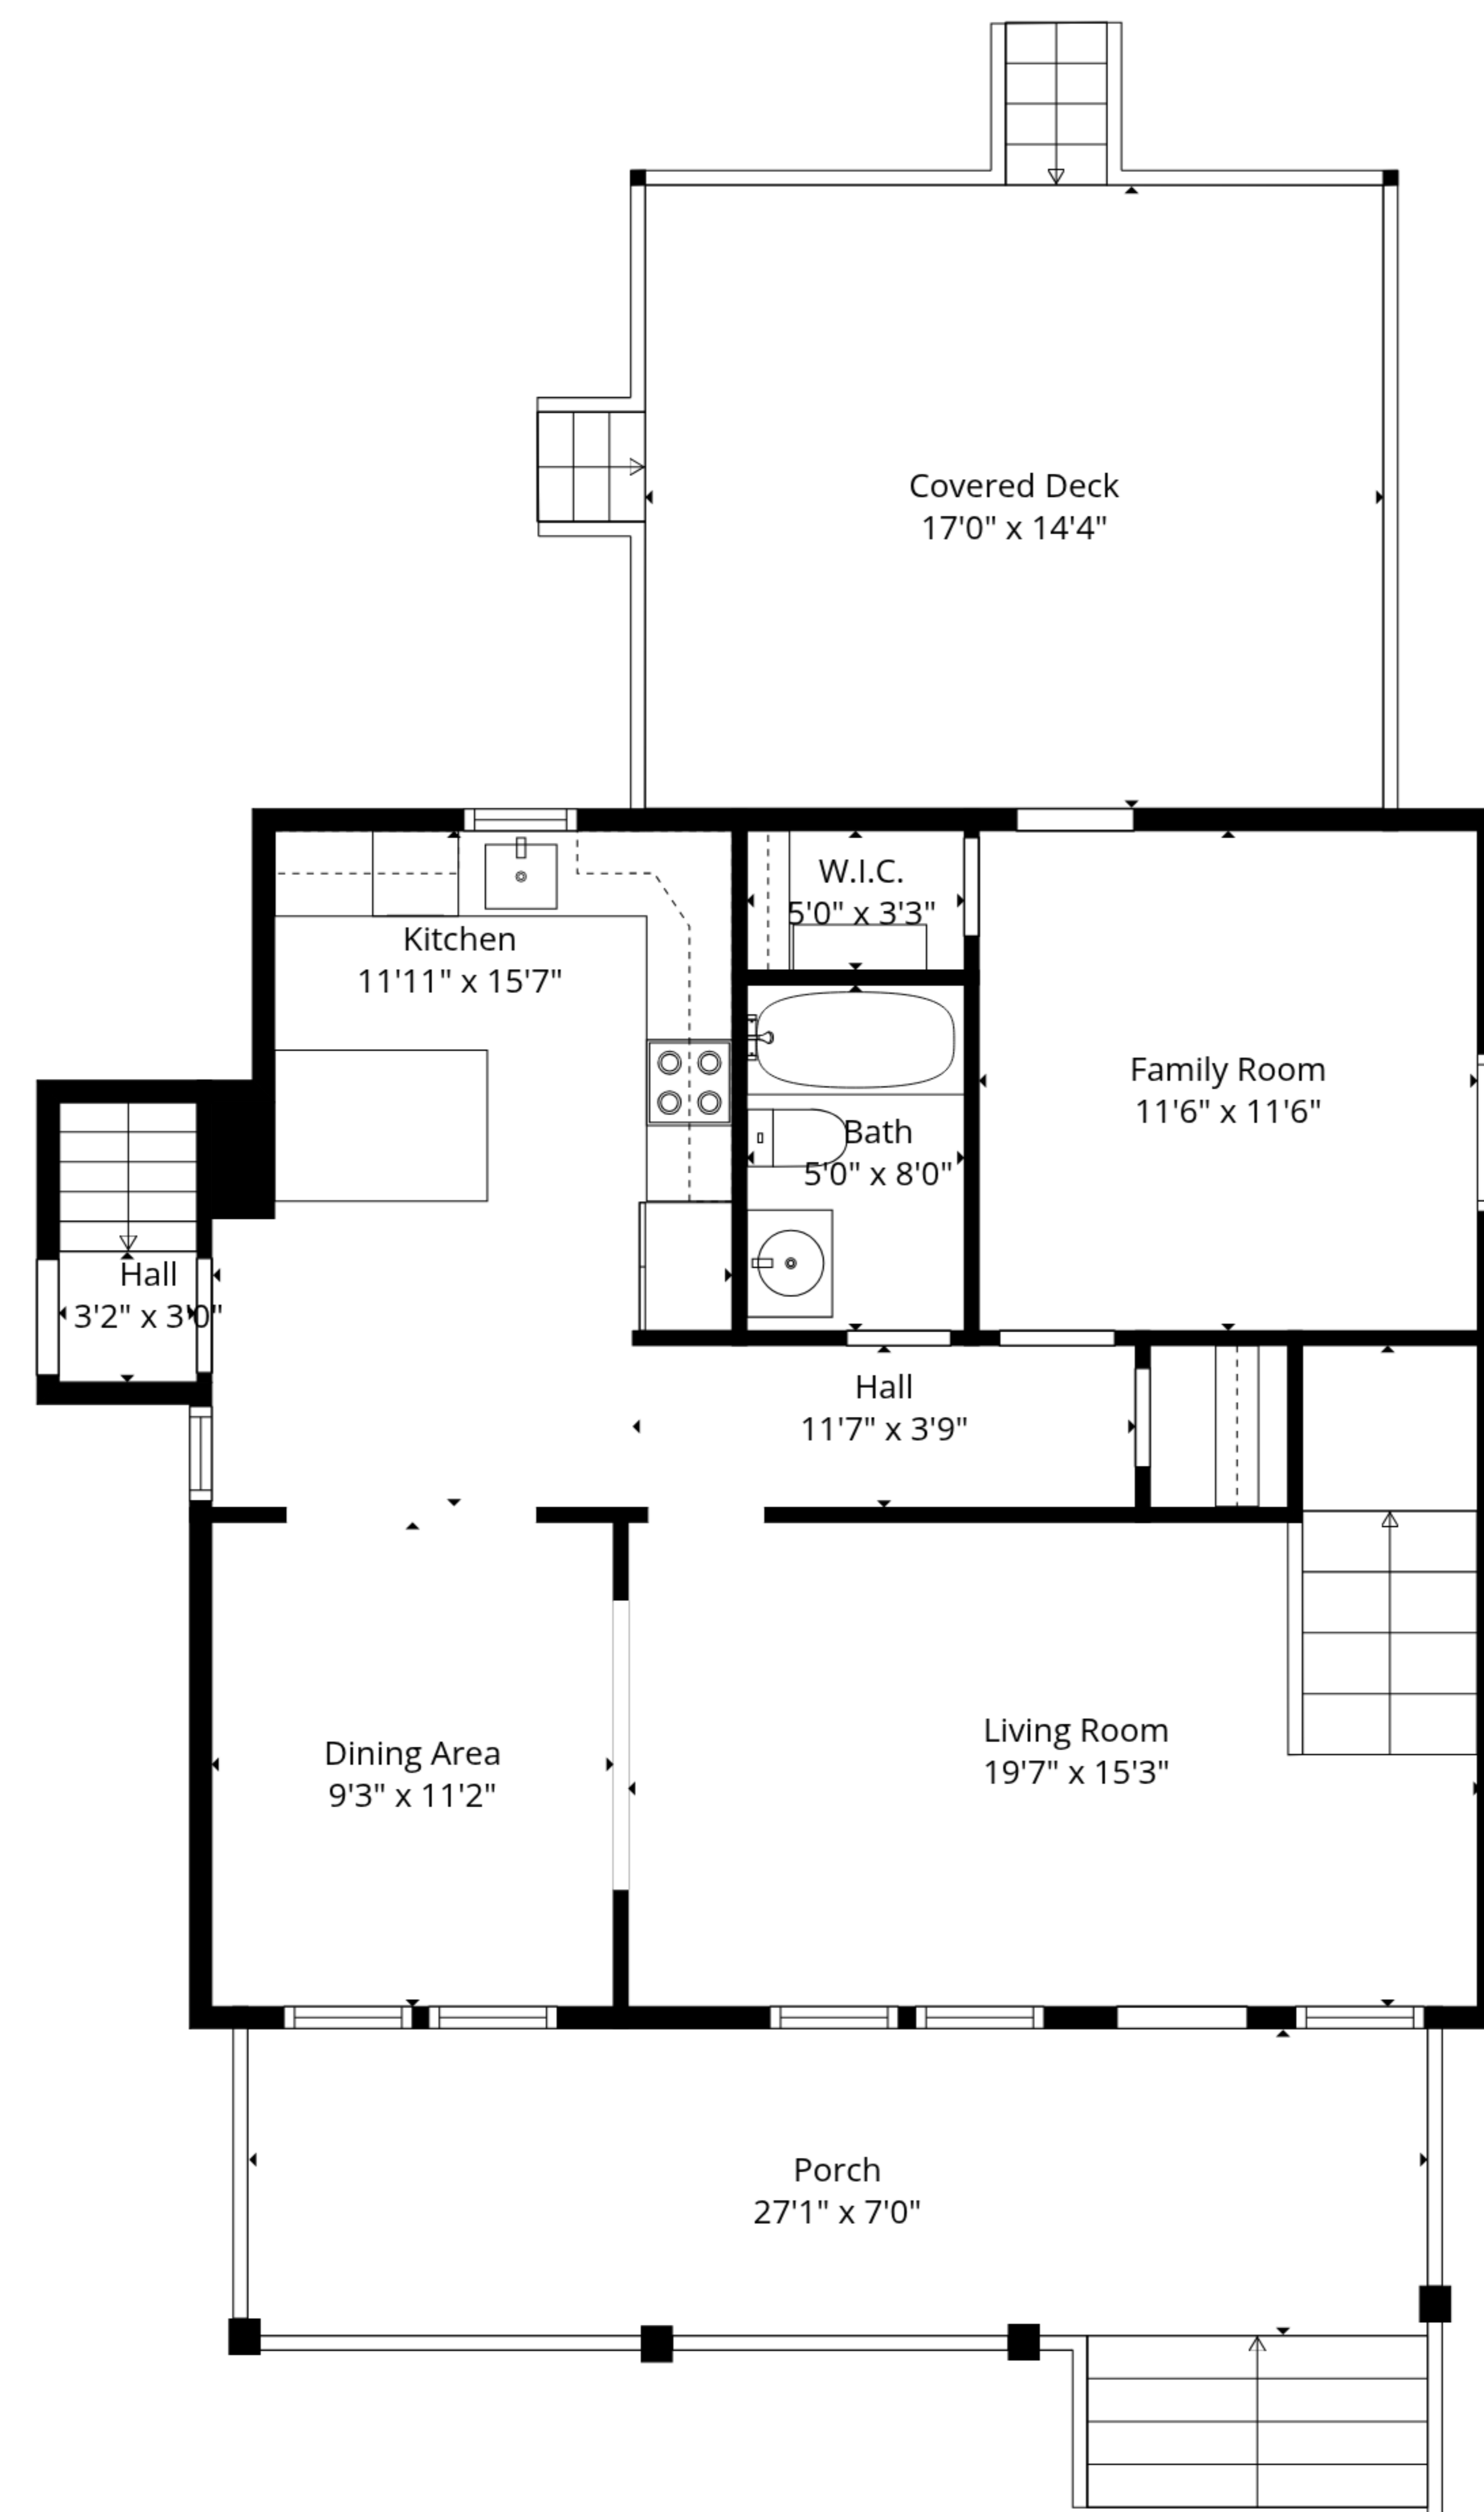 Covered Deck
17'0" x 14'4"
W.I.C.
5'0" x 3'3"
Kitchen
11'11" x 15'7"
Family Room
11'6" x 11'6"
Bath
5'0" x 8'0"
Hall
3'2" x 3'0"
Hall
11'7" x 3'9"
Living Room
19'7" x 15'3"
Dining Area
9'3" x 11'2"
Porch
27'1" x 7'0"